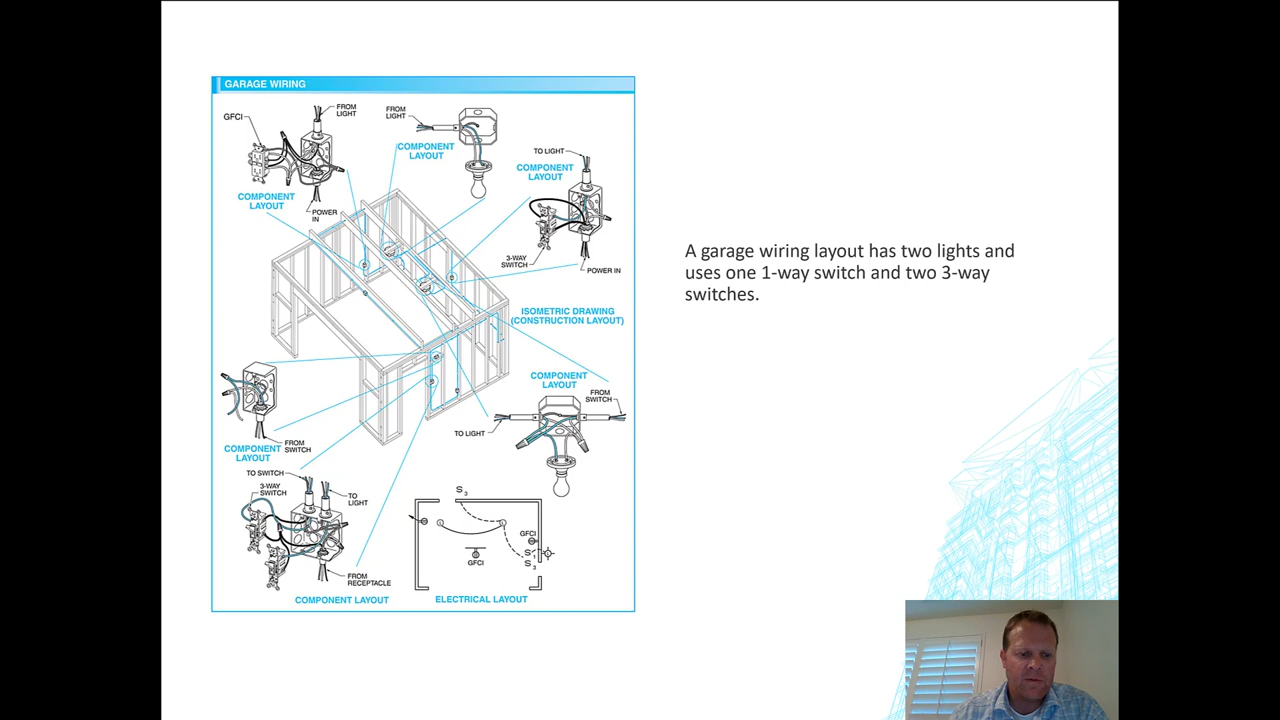 GARAGE WIRING
FROM
LIGHT
GFCI
COMPONENT
LAYOUT
POWER
IN
FROM
LIGHT
COMPONENT
LAYOUT
TO LIGHT
COMPONENT
LAYOUT
3-WAY
SWITCH
POWER IN
ISOMETRIC DRAWING
(CONSTRUCTION LAYOUT)
A garage wiring layout has two lights and
uses one 1-way switch and two 3-way
switches.
COMPONENT
LAYOUT
FROM
SWITCH
TO LIGHT
FROM
SWITCH
COMPONENT
LAYOUT
TO SWITCH
3-WAY
SWITCH
TO
LIGHT
FROM
RECEPTACLE
COMPONENT LAYOUT
S3
GFCI
S1
S3
GFCI
ELECTRICAL LAYOUT